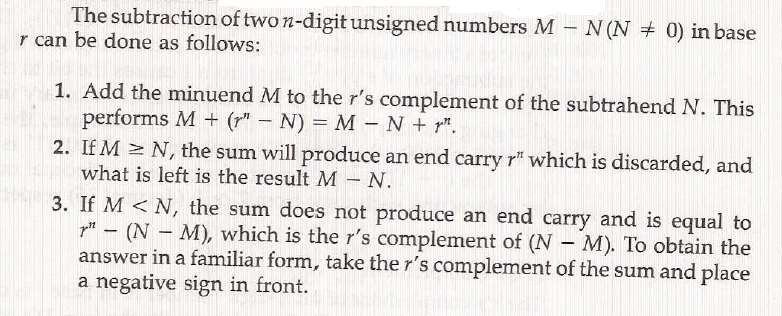 The subtraction of two n-digit unsigned numbers M − N (N ≠ 0) in base
r can be done as follows:
1. Add the minuend M to the r's complement of the subtrahend N. This
performs M + (rⁿ − N) = M − N + rⁿ.
2. If M ≥ N, the sum will produce an end carry rⁿ which is discarded, and
what is left is the result M − N.
3. If M < N, the sum does not produce an end carry and is equal to
rⁿ − (N − M), which is the r's complement of (N − M). To obtain the
answer in a familiar form, take the r's complement of the sum and place
a negative sign in front.